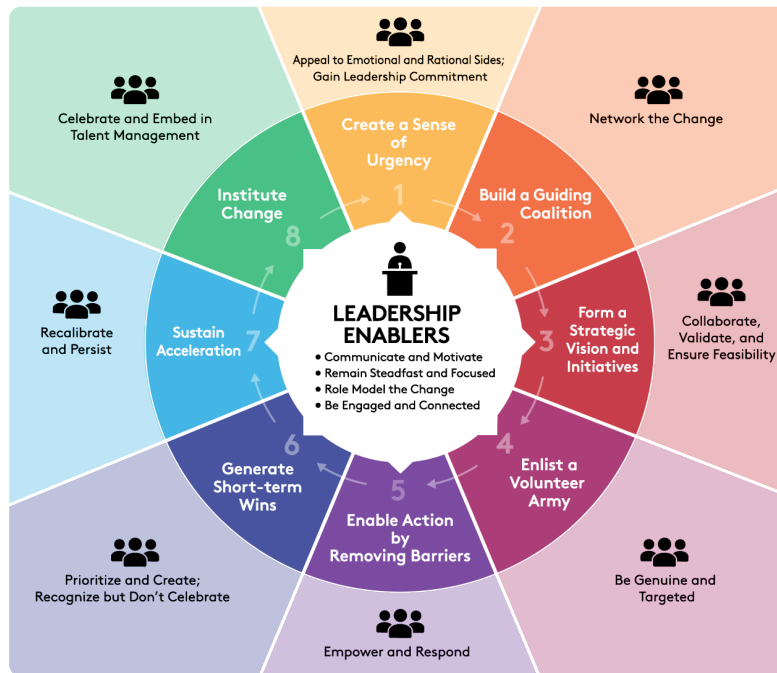 Appeal to Emotional and Rational Sides;
Gain Leadership Commitment
Create a Sense
of
Urgency
1
Network the Change
Build a Guiding
Coalition
2
Collaborate,
Validate, and
Ensure Feasibility
Form a
Strategic
Vision and
Initiatives
3
Be Genuine and
Targeted
Enlist a
Volunteer
Army
4
Empower and Respond
Enable Action
by
Removing Barriers
5
Prioritize and Create;
Recognize but Don't Celebrate
Generate
Short-term
Wins
6
Recalibrate
and Persist
Sustain
Acceleration
7
Celebrate and Embed in
Talent Management
Institute
Change
8
LEADERSHIP
ENABLERS
• Communicate and Motivate
• Remain Steadfast and Focused
• Role Model the Change
• Be Engaged and Connected